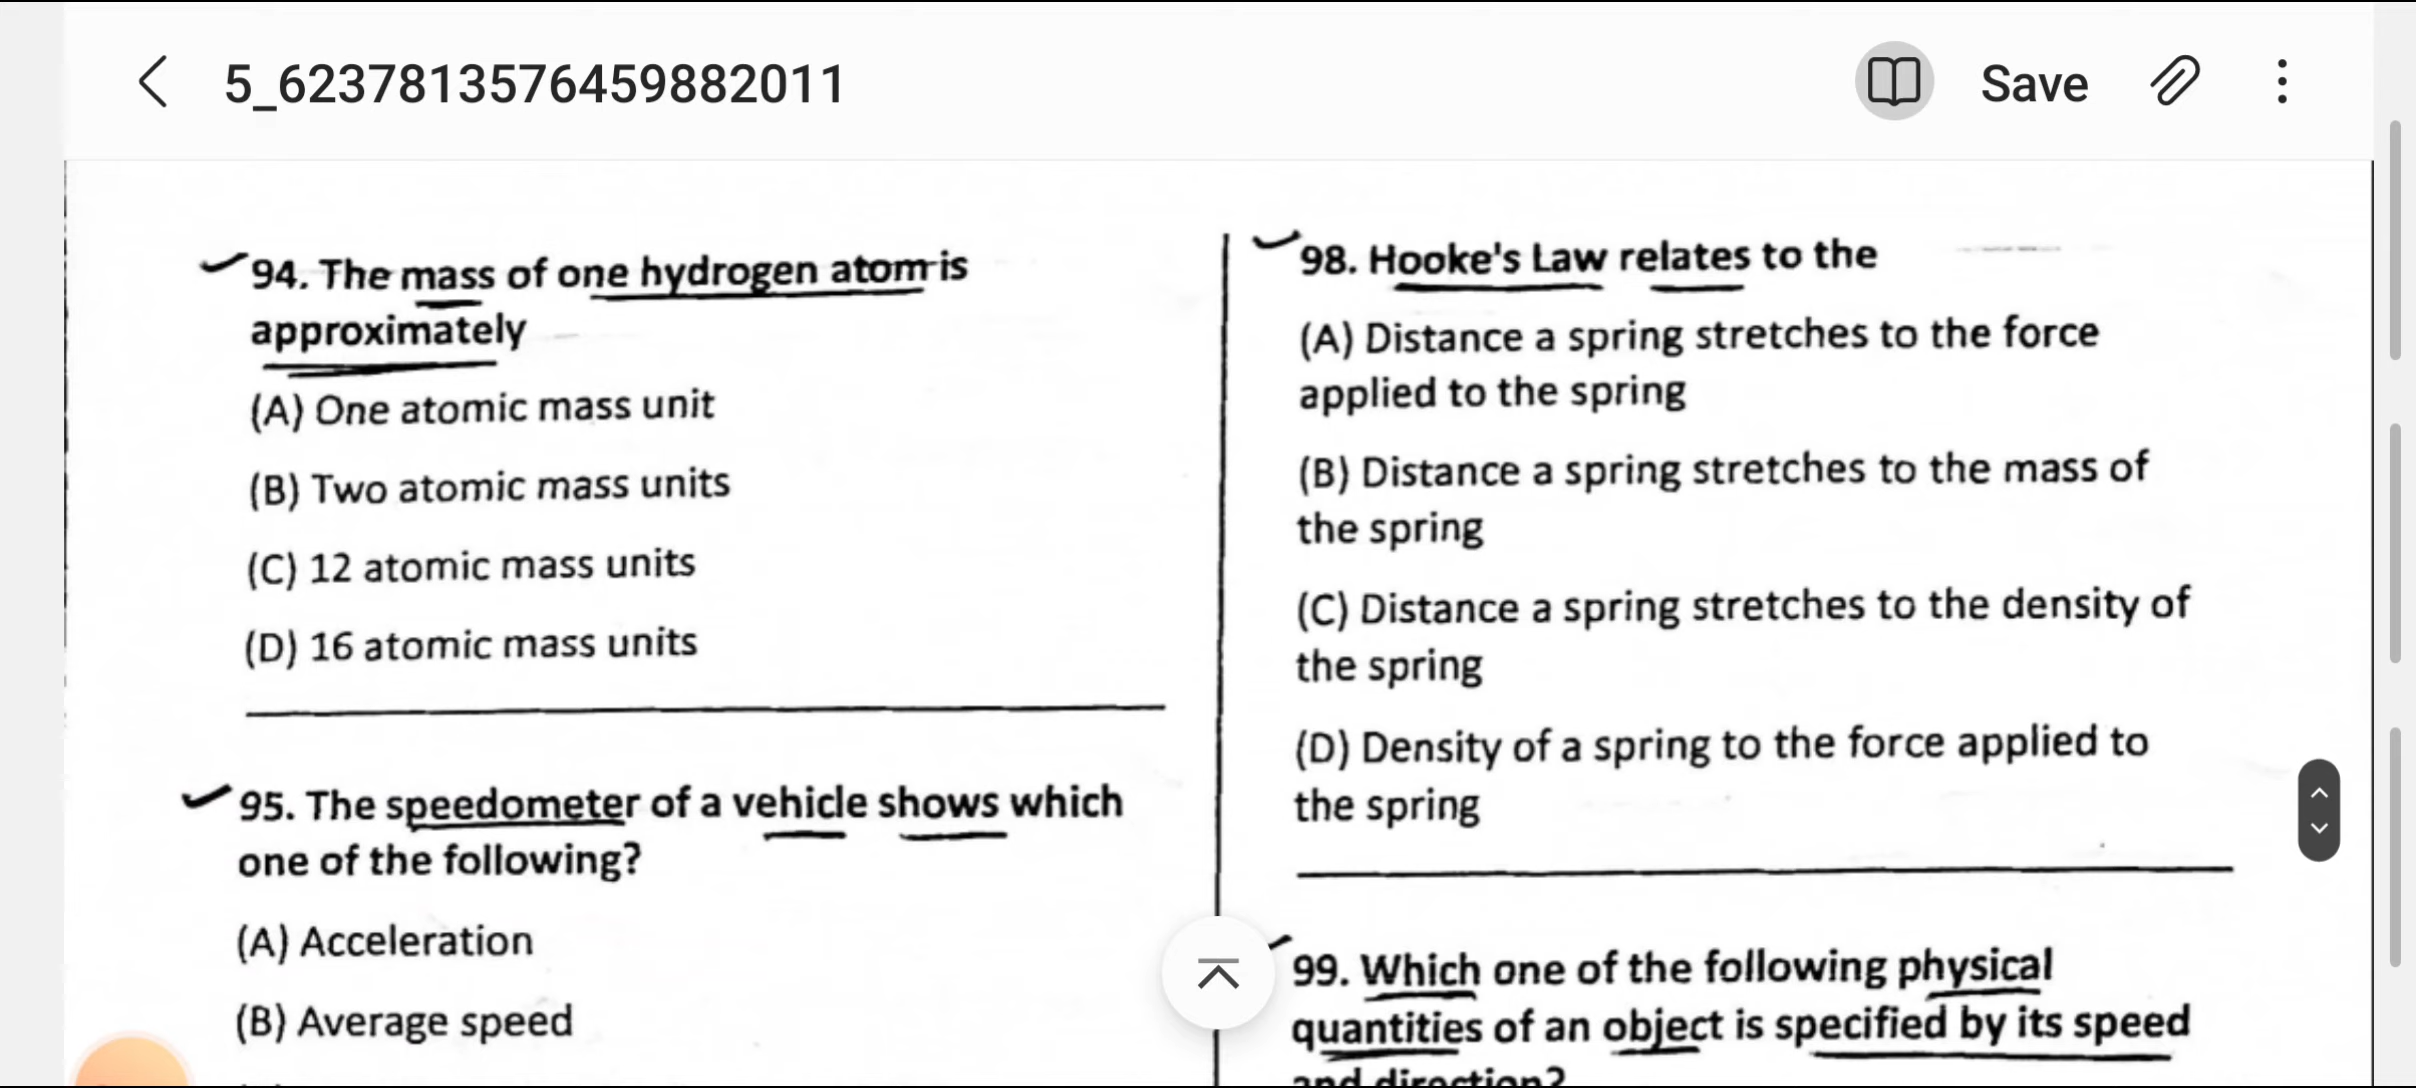 5_6237813576459882011
Save
94. The mass of one hydrogen atom is
approximately
(A) One atomic mass unit
(B) Two atomic mass units
(C) 12 atomic mass units
(D) 16 atomic mass units
95. The speedometer of a vehicle shows which
one of the following?
(A) Acceleration
(B) Average speed
98. Hooke's Law relates to the
(A) Distance a spring stretches to the force
applied to the spring
(B) Distance a spring stretches to the mass of
the spring
(C) Distance a spring stretches to the density of
the spring
(D) Density of a spring to the force applied to
the spring
99. Which one of the following physical
quantities of an object is specified by its speed
and direction?